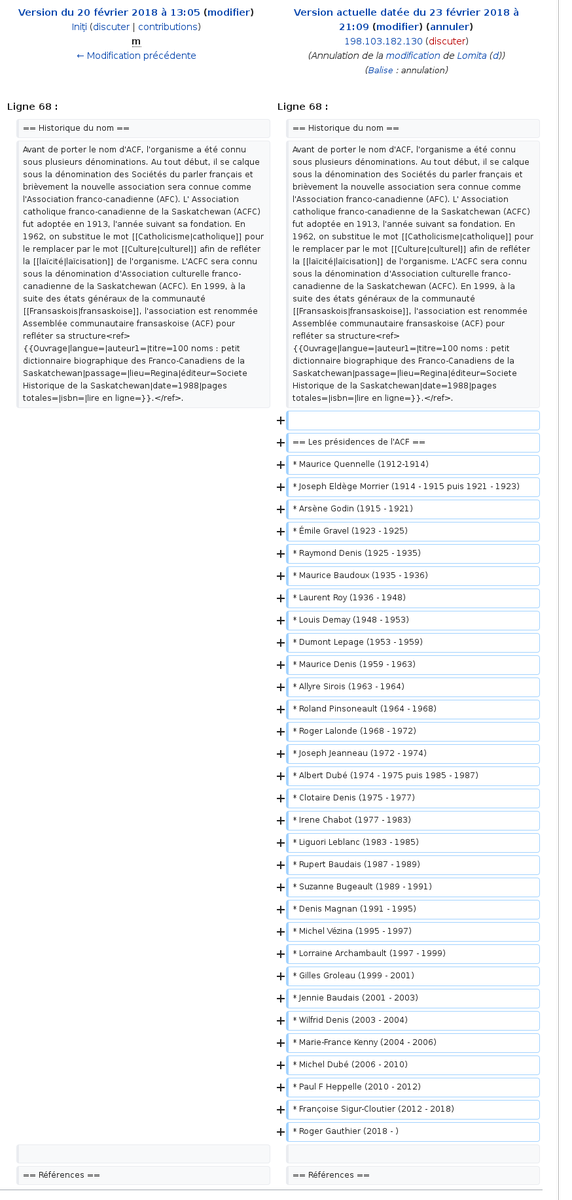 Version du 20 février 2018 à 13:05 (modifier)
Iniți (discuter | contributions)
m
← Modification précédente
Version actuelle datée du 23 février 2018 à
21:09 (modifier) (annuler)
198.103.182.130 (discuter)
(Annulation de la modification de Lomita (d))
(Balise : annulation)
Ligne 68 :
== Historique du nom ==
Avant de porter le nom d'ACF, l'organisme a été connu
sous plusieurs dénominations. Au tout début, il se calque
sous la dénomination des Sociétés du parler français et
brièvement la nouvelle association sera connue comme
l'Association franco-canadienne (AFC). L' Association
catholique franco-canadienne de la Saskatchewan (ACFC)
fut adoptée en 1913, l'année suivant sa fondation. En
1962, on substitue le mot [[Catholicisme|catholique]] pour
le remplacer par le mot [[Culture|culturel]] afin de refléter
la [[laïcité|laïcisation]] de l'organisme. L'ACFC sera connu
sous la dénomination d'Association culturelle franco-
canadienne de la Saskatchewan (ACFC). En 1999, à la
suite des états généraux de la communauté
[[Fransaskois|fransaskoise]], l'association est renommée
Assemblée communautaire fransaskoise (ACF) pour
refléter sa structure<ref>
{{Ouvrage|langue=|auteur1=|titre=100 noms : petit
dictionnaire biographique des Franco-Canadiens de la
Saskatchewan|passage=|lieu=Regina|éditeur=Societe
Historique de la Saskatchewan|date=1988|pages
totales=|isbn=|lire en ligne=}}.</ref>.
Ligne 68 :
== Historique du nom ==
Avant de porter le nom d'ACF, l'organisme a été connu
sous plusieurs dénominations. Au tout début, il se calque
sous la dénomination des Sociétés du parler français et
brièvement la nouvelle association sera connue comme
l'Association franco-canadienne (AFC). L' Association
catholique franco-canadienne de la Saskatchewan (ACFC)
fut adoptée en 1913, l'année suivant sa fondation. En
1962, on substitue le mot [[Catholicisme|catholique]] pour
le remplacer par le mot [[Culture|culturel]] afin de refléter
la [[laïcité|laïcisation]] de l'organisme. L'ACFC sera connu
sous la dénomination d'Association culturelle franco-
canadienne de la Saskatchewan (ACFC). En 1999, à la
suite des états généraux de la communauté
[[Fransaskois|fransaskoise]], l'association est renommée
Assemblée communautaire fransaskoise (ACF) pour
refléter sa structure<ref>
{{Ouvrage|langue=|auteur1=|titre=100 noms : petit
dictionnaire biographique des Franco-Canadiens de la
Saskatchewan|passage=|lieu=Regina|éditeur=Societe
Historique de la Saskatchewan|date=1988|pages
totales=|isbn=|lire en ligne=}}.</ref>.
+
+ == Les présidences de l'ACF ==
+ * Maurice Quennelle (1912-1914)
+ * Joseph Eldège Morrier (1914 - 1915 puis 1921 - 1923)
+ * Arsène Godin (1915 - 1921)
+ * Émile Gravel (1923 - 1925)
+ * Raymond Denis (1925 - 1935)
+ * Maurice Baudoux (1935 - 1936)
+ * Laurent Roy (1936 - 1948)
+ * Louis Demay (1948 - 1953)
+ * Dumont Lepage (1953 - 1959)
+ * Maurice Denis (1959 - 1963)
+ * Allyre Sirois (1963 - 1964)
+ * Roland Pinsoneault (1964 - 1968)
+ * Roger Lalonde (1968 - 1972)
+ * Joseph Jeanneau (1972 - 1974)
+ * Albert Dubé (1974 - 1975 puis 1985 - 1987)
+ * Clotaire Denis (1975 - 1977)
+ * Irene Chabot (1977 - 1983)
+ * Liguori Leblanc (1983 - 1985)
+ * Rupert Baudais (1987 - 1989)
+ * Suzanne Bugeault (1989 - 1991)
+ * Denis Magnan (1991 - 1995)
+ * Michel Vézina (1995 - 1997)
+ * Lorraine Archambault (1997 - 1999)
+ * Gilles Groleau (1999 - 2001)
+ * Jennie Baudais (2001 - 2003)
+ * Wilfrid Denis (2003 - 2004)
+ * Marie-France Kenny (2004 - 2006)
+ * Michel Dubé (2006 - 2010)
+ * Paul F Heppelle (2010 - 2012)
+ * Françoise Sigur-Cloutier (2012 - 2018)
+ * Roger Gauthier (2018 - )
== Références ==
== Références ==